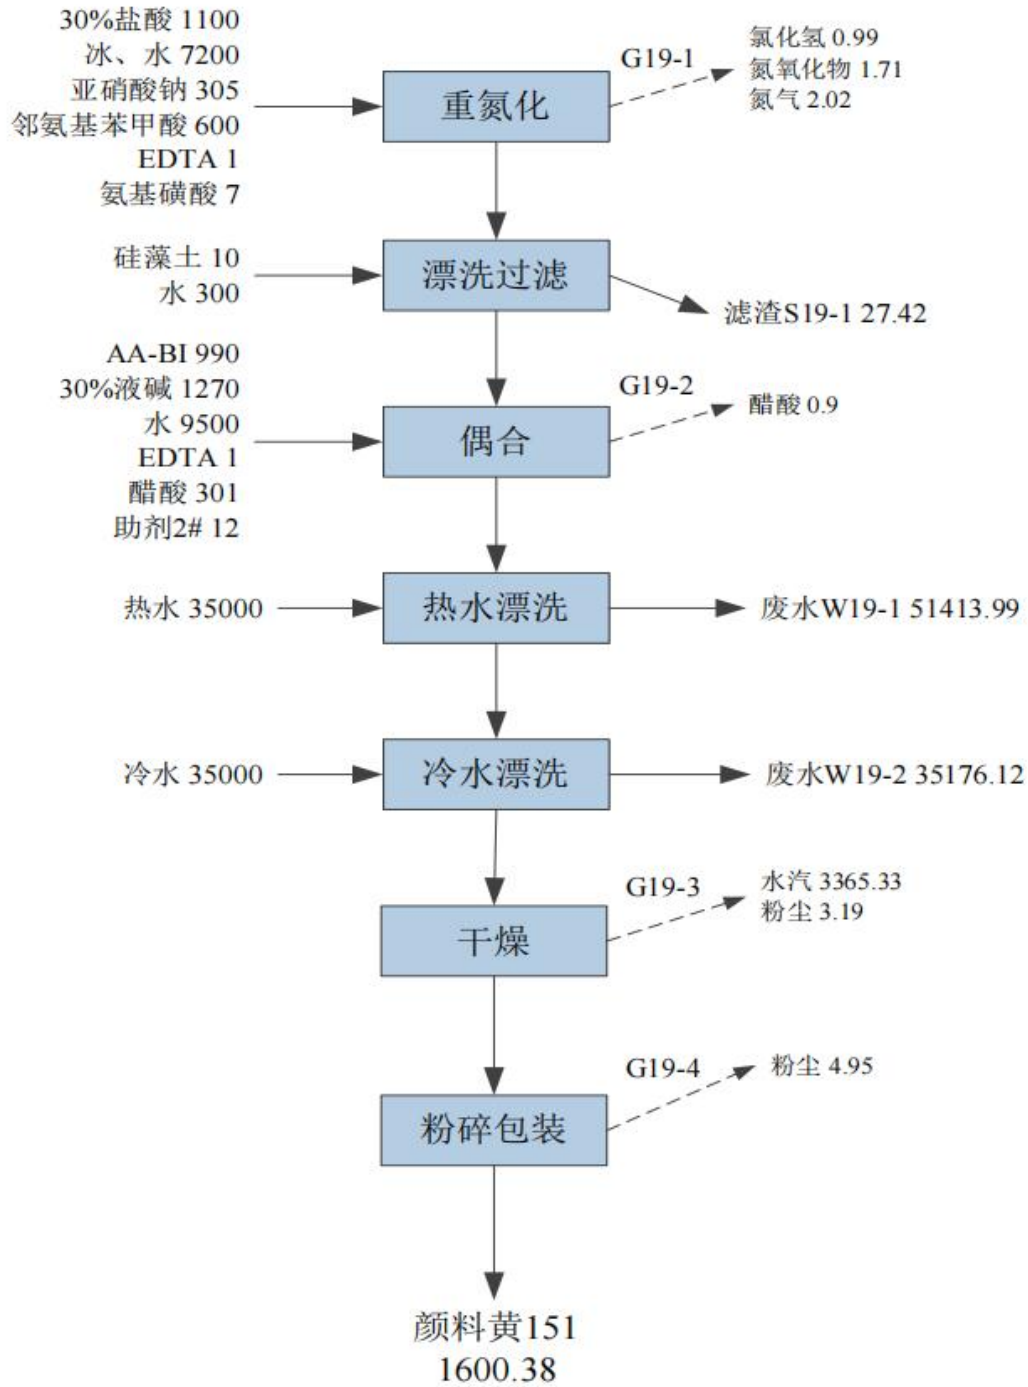 30%盐酸 1100
冰、水 7200
亚硝酸钠 305
邻氨基苯甲酸 600
EDTA 1
氨基磺酸 7
重氮化
G19-1
氯化氢 0.99
氮氧化物 1.71
氮气 2.02
硅藻土 10
水 300
漂洗过滤
滤渣S19-1 27.42
AA-BI 990
30%液碱 1270
水 9500
EDTA 1
醋酸 301
助剂2# 12
偶合
G19-2
醋酸 0.9
热水 35000
热水漂洗
废水W19-1 51413.99
冷水 35000
冷水漂洗
废水W19-2 35176.12
干燥
G19-3
水汽 3365.33
粉尘 3.19
粉碎包装
G19-4
粉尘 4.95
颜料黄151
1600.38